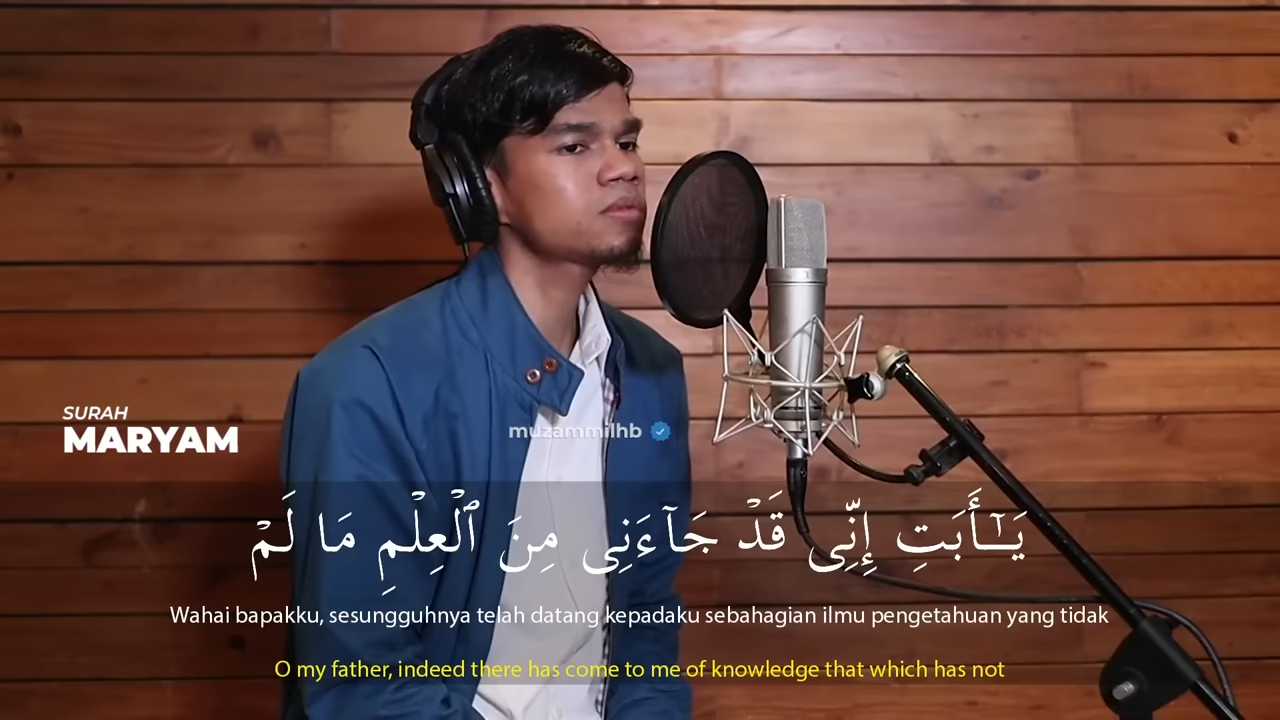 SURAH
MARYAM
muzammilhb
يَـٰٓأَبَتِ إِنِّى قَدْ جَآءَنِى مِنَ ٱلْعِلْمِ مَا لَمْ
Wahai bapakku, sesungguhnya telah datang kepadaku sebahagian ilmu pengetahuan yang tidak
O my father, indeed there has come to me of knowledge that which has not